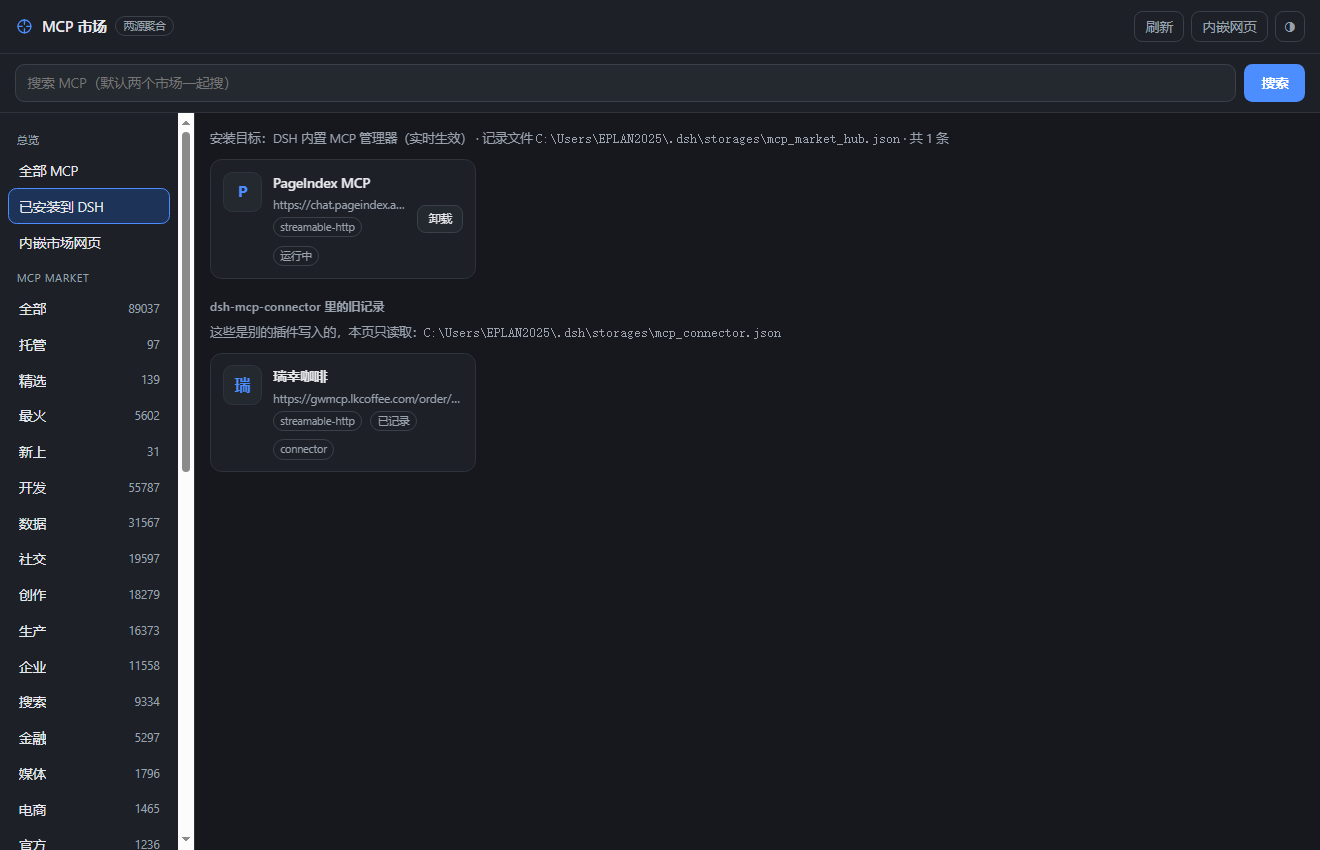 MCP 市场 两源聚合 刷新 内嵌网页
搜索 MCP（默认两个市场一起搜） 搜索
总览
全部 MCP
已安装到 DSH
内嵌市场网页
MCP MARKET
全部 89037
托管 97
精选 139
最火 5602
新上 31
开发 55787
数据 31567
社交 19597
创作 18279
生产 16373
企业 11558
搜索 9334
金融 5297
媒体 1796
电商 1465
官方 1236
安装目标：DSH 内置 MCP 管理器（实时生效） · 记录文件 C:\Users\EPLAN2025\.dsh\storages\mcp_market_hub.json · 共 1 条
P PageIndex MCP
https://chat.pageindex.a...
streamable-http
运行中
卸载
dsh-mcp-connector 里的旧记录
这些是别的插件写入的，本页只读取：C:\Users\EPLAN2025\.dsh\storages\mcp_connector.json
瑞 瑞幸咖啡
https://gwmcp.lkcoffee.com/order/...
streamable-http 已记录
connector